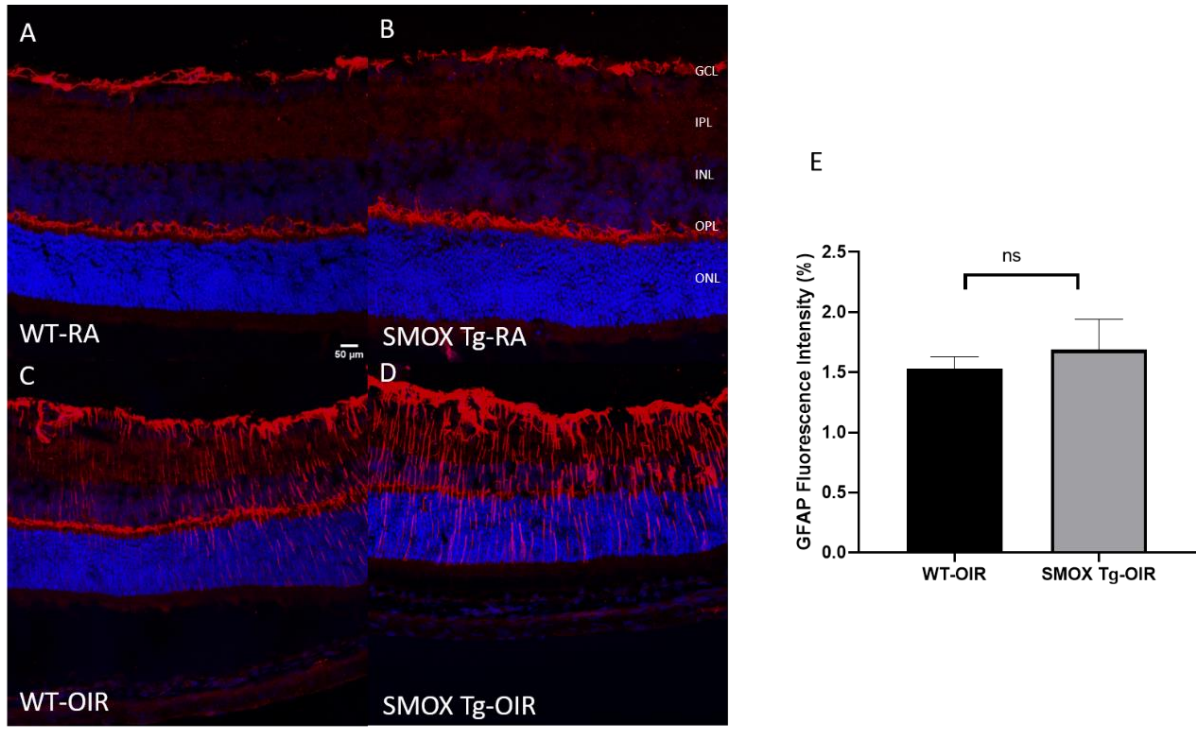 A
B
GCL
IPL
INL
OPL
ONL
WT-RA
50 µm
SMOX Tg-RA
C
D
WT-OIR
SMOX Tg-OIR
E
GFAP Fluorescence Intensity (%)
2.5
2.0
1.5
1.0
0.5
0.0
ns
WT-OIR
SMOX Tg-OIR